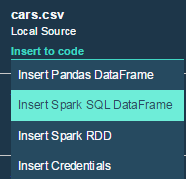 cars.csv
Local Source
Insert to code
Insert Pandas DataFrame
Insert Spark SQL DataFrame
Insert Spark RDD
Insert Credentials